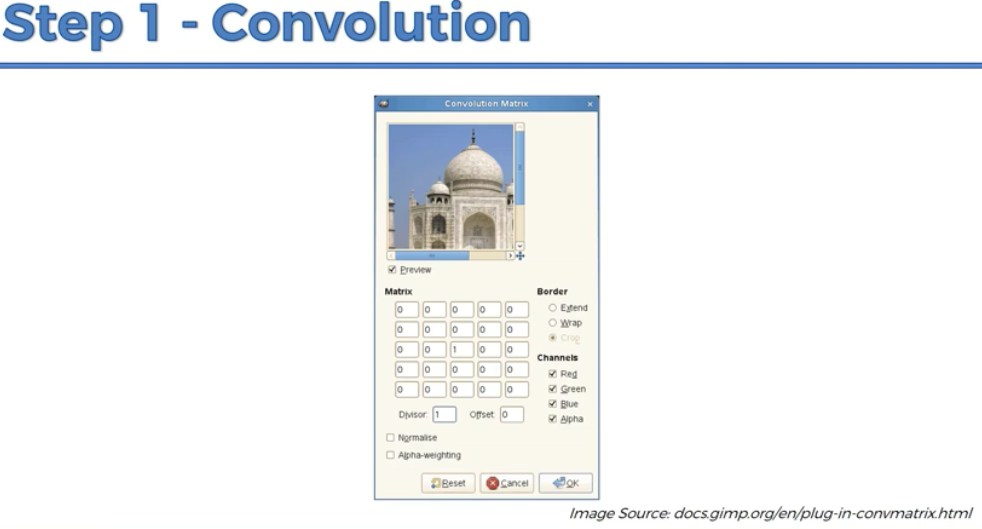 Step 1 - Convolution
Convolution Matrix
Preview
Matrix
0 0 0 0 0
0 0 0 0 0
0 0 1 0 0
0 0 0 0 0
0 0 0 0 0
Divisor: 1 Offset: 0
Normalise
Alpha-weighting
Border
Extend
Wrap
Crop
Channels
Red
Green
Blue
Alpha
Reset Cancel OK
Image Source: docs.gimp.org/en/plug-in-convmatrix.html